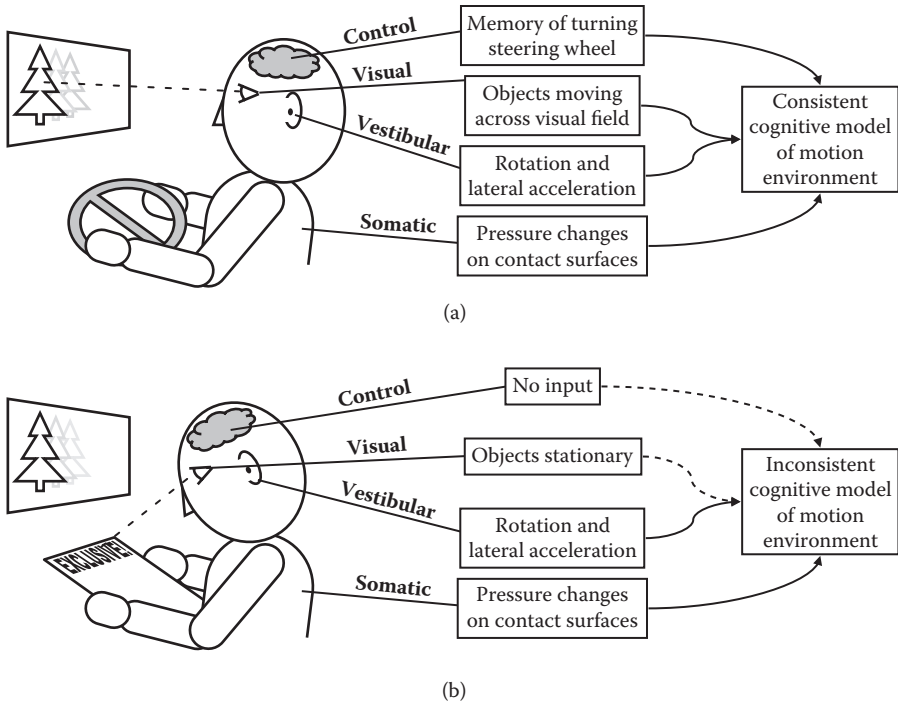 Control
Memory of turning
steering wheel
Visual
Objects moving
across visual field
Vestibular
Rotation and
lateral acceleration
Somatic
Pressure changes
on contact surfaces
Consistent
cognitive model
of motion
environment
(a)
Control
No input
Visual
Objects stationary
Vestibular
Rotation and
lateral acceleration
Somatic
Pressure changes
on contact surfaces
Inconsistent
cognitive model
of motion
environment
EXCLUSIVE!
(b)